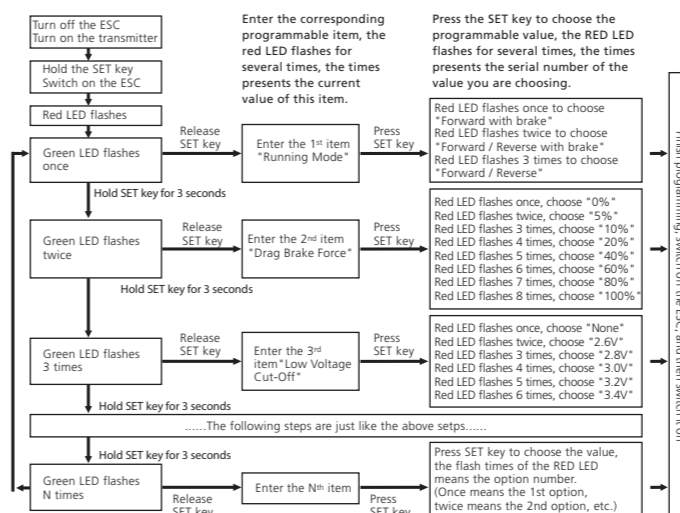 Turn off the ESC
Turn on the transmitter
Hold the SET key
Switch on the ESC
Red LED flashes
Enter the corresponding
programmable item, the
red LED flashes for
several times, the times
presents the current
value of this item.
Press the SET key to choose the
programmable value, the RED LED
flashes for several times, the times
presents the serial number of the
value you are choosing.
Green LED flashes
once
Release
SET key
Enter the 1st item
"Running Mode"
Press
SET key
Red LED flashes once to choose
"Forward with brake"
Red LED flashes twice to choose
"Forward / Reverse with brake"
Red LED flashes 3 times to choose
"Forward / Reverse"
Hold SET key for 3 seconds
Green LED flashes
twice
Release
SET key
Enter the 2nd item
"Drag Brake Force"
Press
SET key
Red LED flashes once, choose "0%"
Red LED flashes twice, choose "5%"
Red LED flashes 3 times, choose "10%"
Red LED flashes 4 times, choose "20%"
Red LED flashes 5 times, choose "40%"
Red LED flashes 6 times, choose "60%"
Red LED flashes 7 times, choose "80%"
Red LED flashes 8 times, choose "100%"
Hold SET key for 3 seconds
Green LED flashes
3 times
Release
SET key
Enter the 3rd
item"Low Voltage
Cut-Off"
Press
SET key
Red LED flashes once, choose "None"
Red LED flashes twice, choose "2.6V"
Red LED flashes 3 times, choose "2.8V"
Red LED flashes 4 times, choose "3.0V"
Red LED flashes 5 times, choose "3.2V"
Red LED flashes 6 times, choose "3.4V"
Hold SET key for 3 seconds
......The following steps are just like the above setps......
Hold SET key for 3 seconds
Green LED flashes
N times
Release
SET key
Enter the Nth item
Press
SET key
Press SET key to choose the value,
the flash times of the RED LED
means the option number.
(Once means the 1st option,
twice means the 2nd option, etc.)
Finish programming, switch off the ESC, and then switch it on